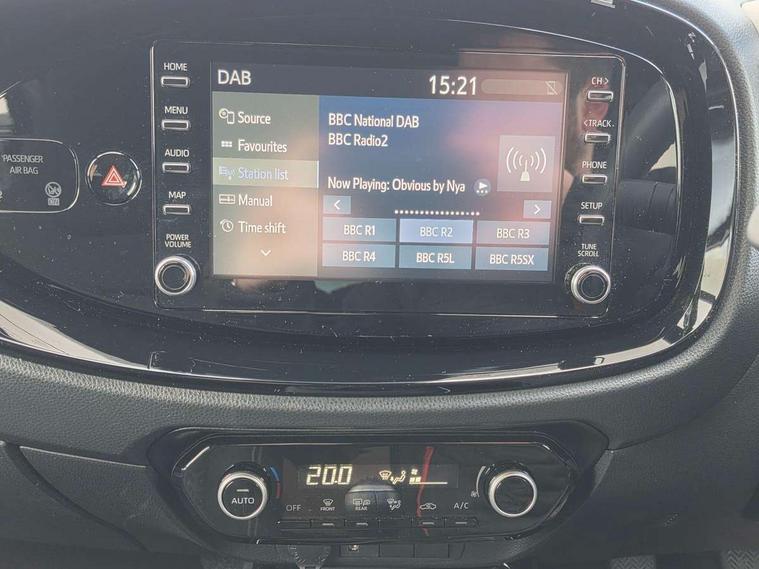 DAB
15:21
HOME
MENU
AUDIO
MAP
POWER
VOLUME
Source
Favourites
Station list
Manual
Time shift
BBC National DAB
BBC Radio2
Now Playing: Obvious by Nya
BBC R1
BBC R2
BBC R3
BBC R4
BBC R5L
BBC R5SX
CH >
< TRACK
PHONE
SETUP
TUNE
SCROLL
PASSENGER
AIR BAG
20.0
AUTO
OFF
FRONT
REAR
A/C